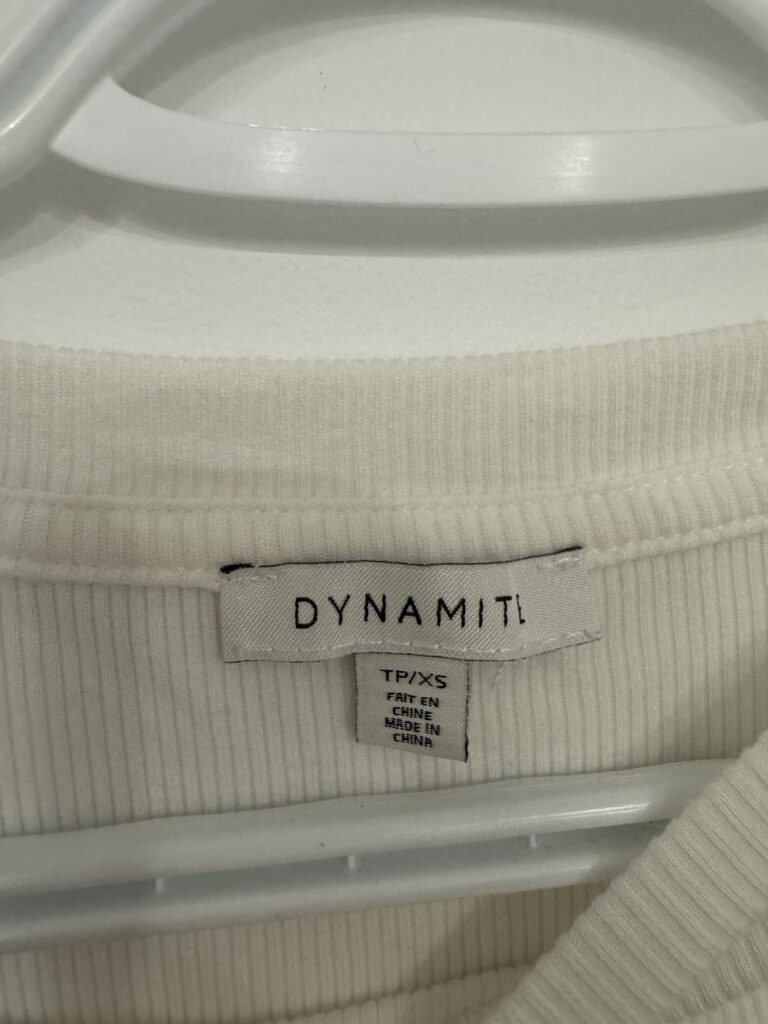 DYNAMITE
TP/XS
FAIT EN
CHINE
MADE IN
CHINA